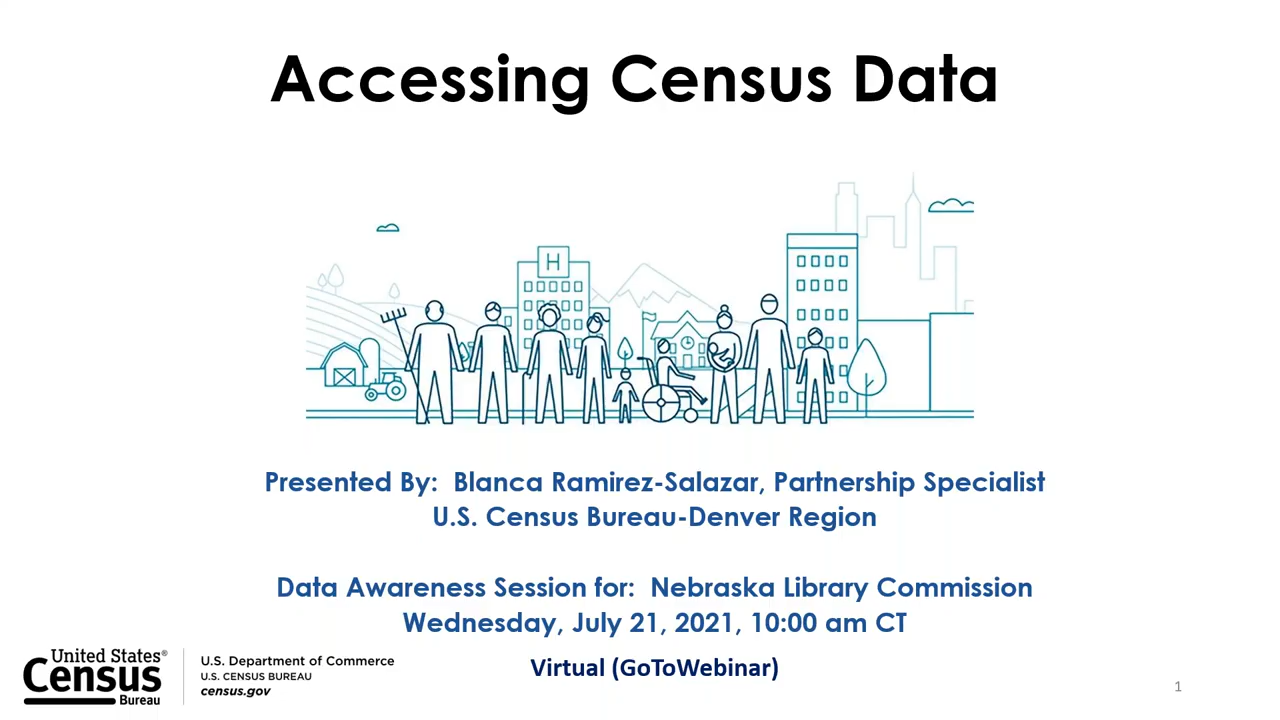 Accessing Census Data
H
Presented By:  Blanca Ramirez-Salazar, Partnership Specialist
U.S. Census Bureau-Denver Region
Data Awareness Session for:  Nebraska Library Commission
Wednesday, July 21, 2021, 10:00 am CT
Virtual (GoToWebinar)
United States®
Census
Bureau
U.S. Department of Commerce
U.S. CENSUS BUREAU
census.gov
1